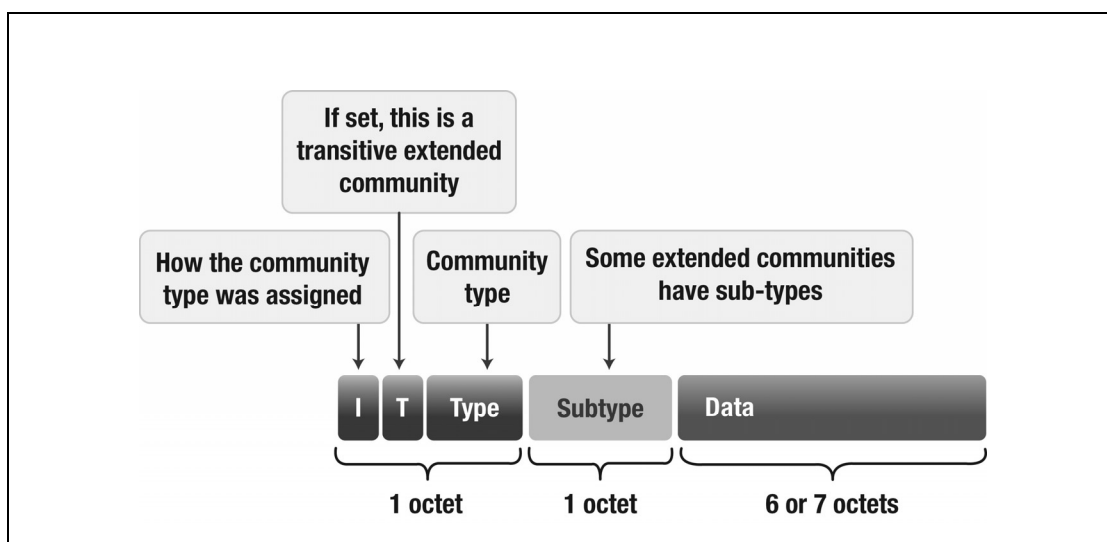 If set, this is a
transitive extended
community
How the community
type was assigned
Community
type
Some extended communities
have sub-types
I
T
Type
Subtype
Data
1 octet
1 octet
6 or 7 octets